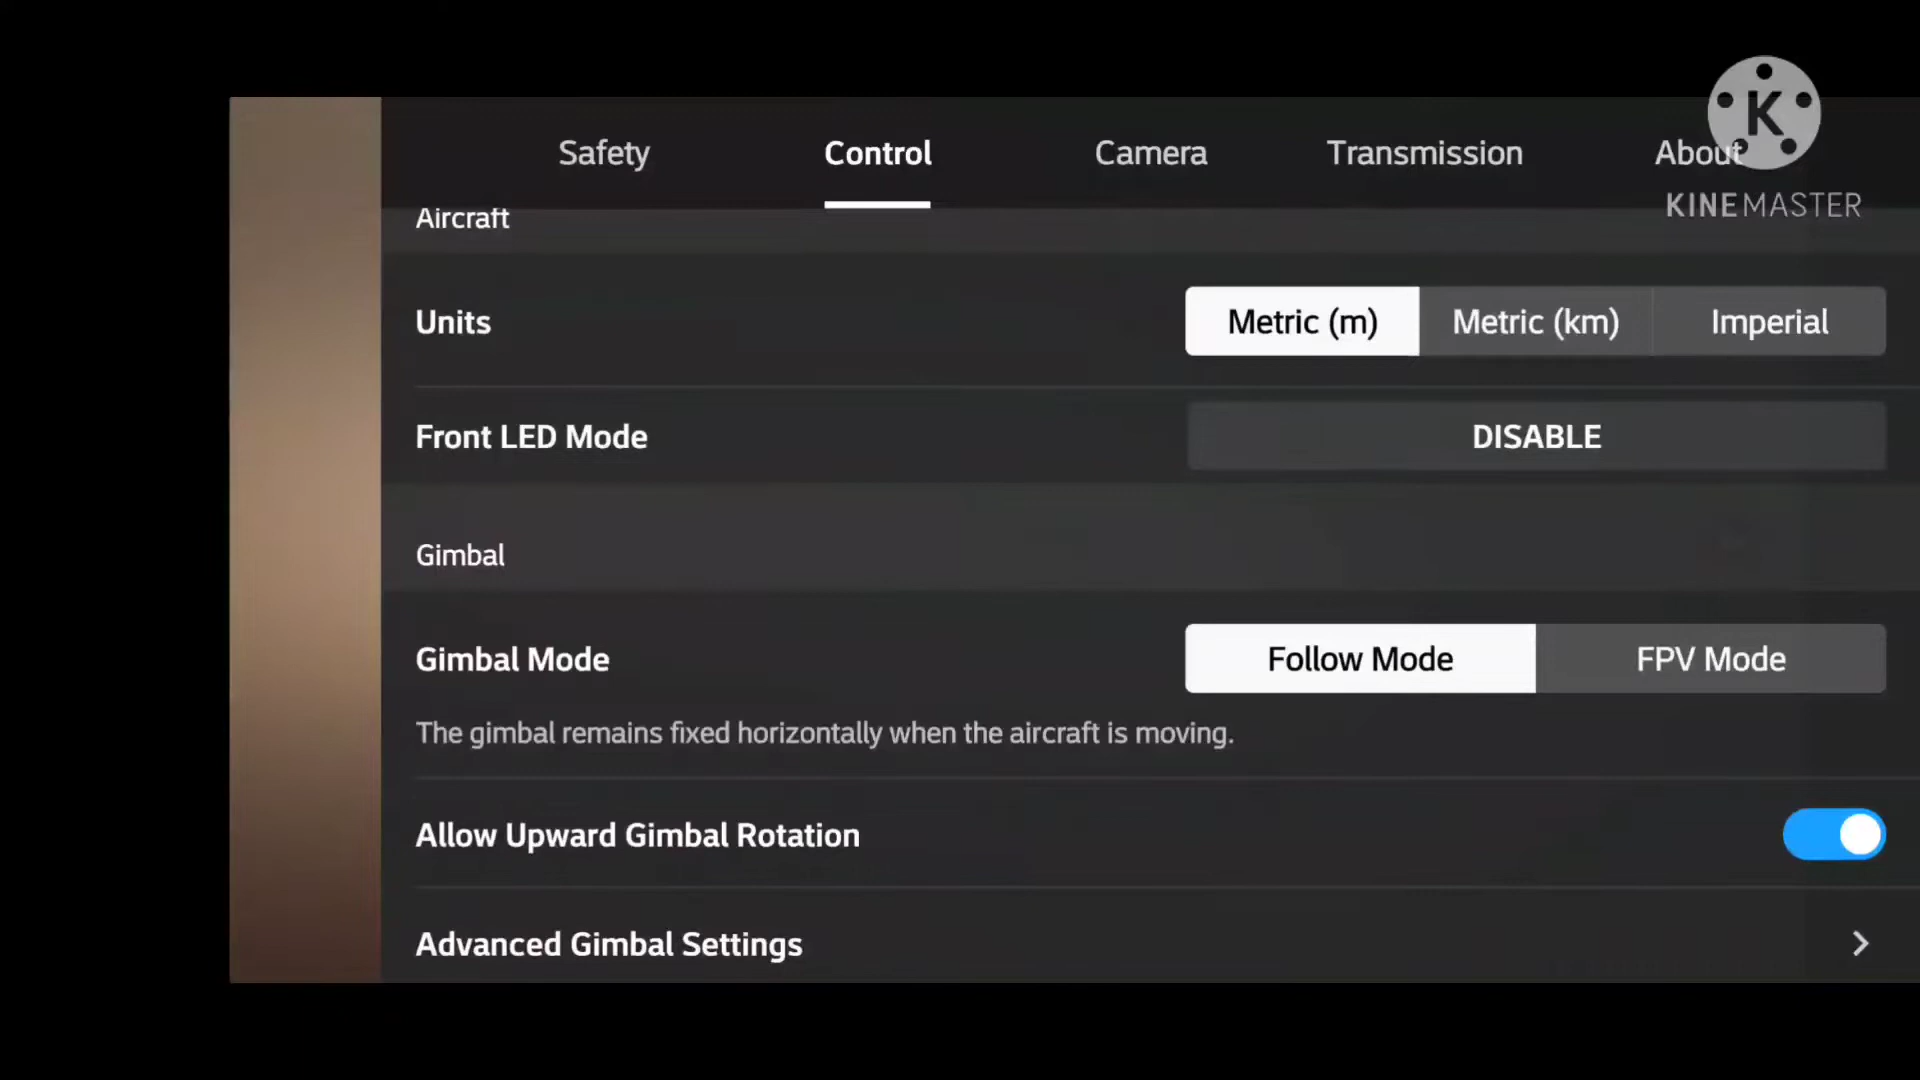 Safety Control Camera Transmission About
K
KINEMASTER
Aircraft
Units Metric (m) Metric (km) Imperial
Front LED Mode DISABLE
Gimbal
Gimbal Mode Follow Mode FPV Mode
The gimbal remains fixed horizontally when the aircraft is moving.
Allow Upward Gimbal Rotation
Advanced Gimbal Settings